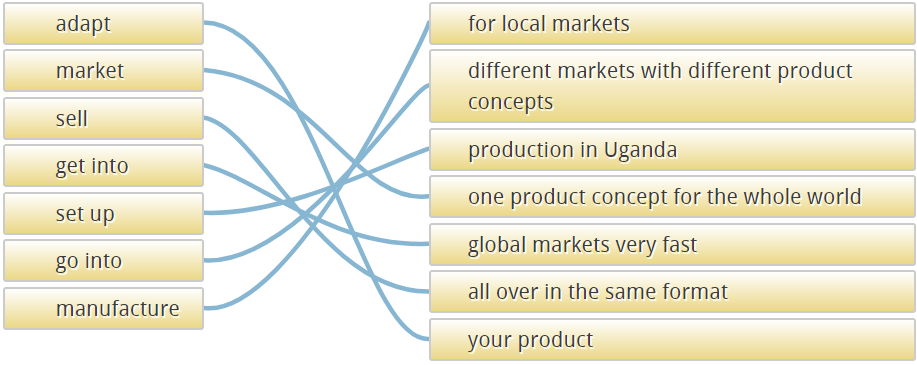 adapt
market
sell
get into
set up
go into
manufacture
for local markets
different markets with different product
concepts
production in Uganda
one product concept for the whole world
global markets very fast
all over in the same format
your product